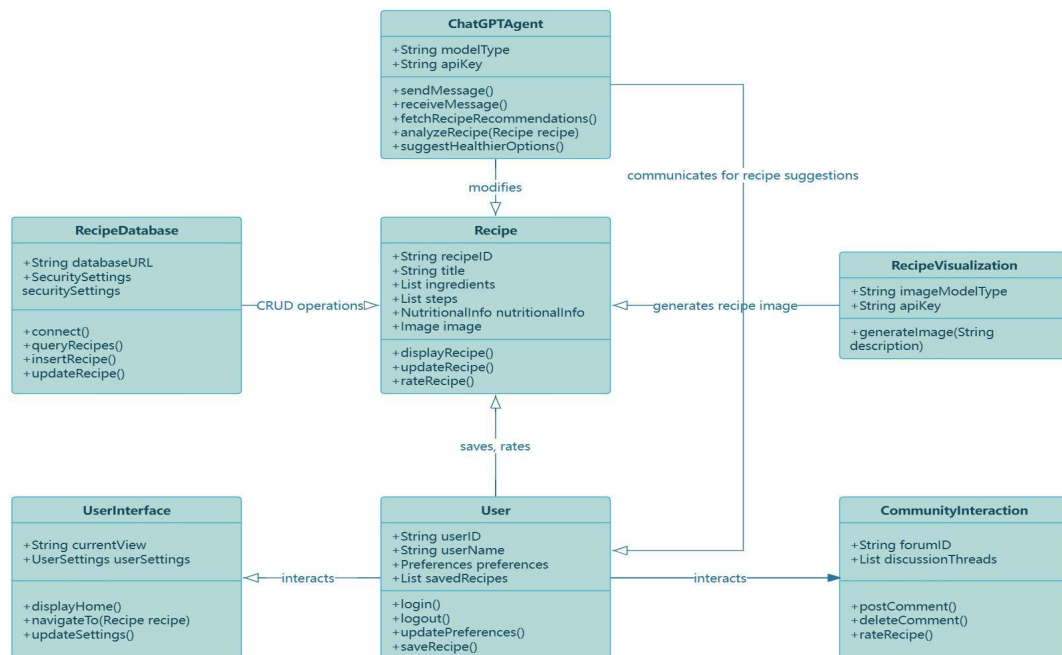 ChatGPTAgent
+String modelType
+String apiKey
+sendMessage()
+receiveMessage()
+fetchRecipeRecommendations()
+analyzeRecipe(Recipe recipe)
+suggestHealthierOptions()
modifies
communicates for recipe suggestions
RecipeDatabase
+String databaseURL
+SecuritySettings
securitySettings
+connect()
+queryRecipes()
+insertRecipe()
+updateRecipe()
CRUD operations
Recipe
+String recipeID
+String title
+List ingredients
+List steps
+NutritionalInfo nutritionalInfo
+Image image
+displayRecipe()
+updateRecipe()
+rateRecipe()
generates recipe image
RecipeVisualization
+String imageModelType
+String apiKey
+generateImage(String
description)
saves, rates
UserInterface
+String currentView
+UserSettings userSettings
+displayHome()
+navigateTo(Recipe recipe)
+updateSettings()
interacts
User
+String userID
+String userName
+Preferences preferences
+List savedRecipes
+login()
+logout()
+updatePreferences()
+saveRecipe()
interacts
CommunityInteraction
+String forumID
+List discussionThreads
+postComment()
+deleteComment()
+rateRecipe()